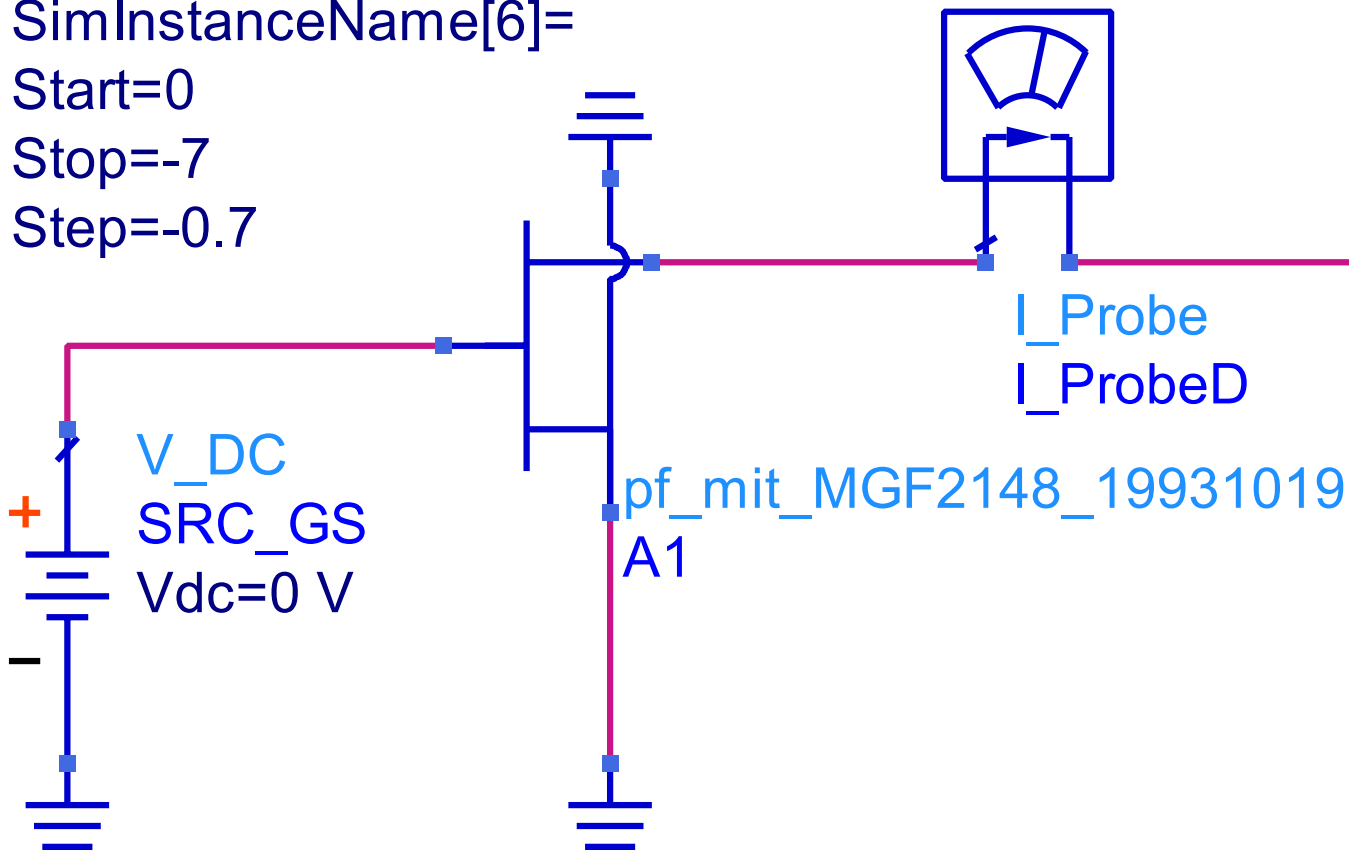 SimInstanceName[6]=
Start=0
Stop=-7
Step=-0.7
I_Probe
I_ProbeD
V_DC
SRC_GS
Vdc=0 V
+
–
pf_mit_MGF2148_19931019
A1